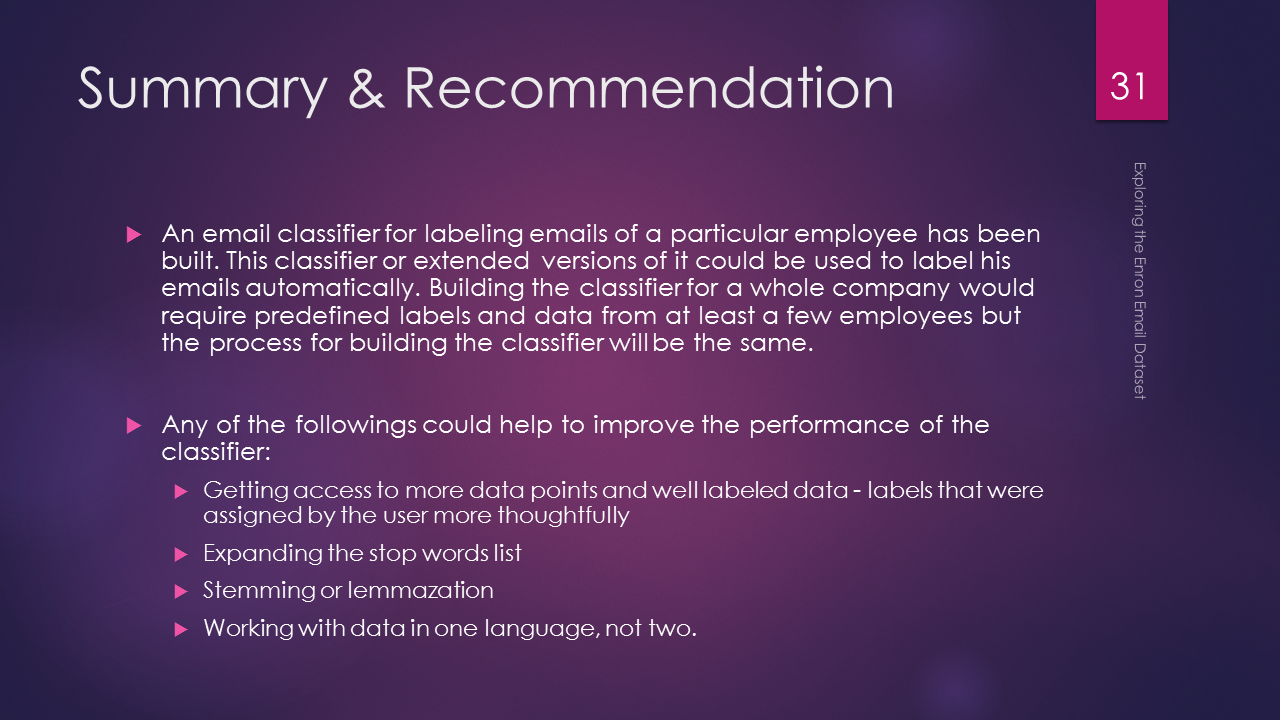 Summary & Recommendation
31
Exploring the Enron Email Dataset
An email classifier for labeling emails of a particular employee has been
built. This classifier or extended versions of it could be used to label his
emails automatically. Building the classifier for a whole company would
require predefined labels and data from at least a few employees but
the process for building the classifier will be the same.
Any of the followings could help to improve the performance of the
classifier:
Getting access to more data points and well labeled data - labels that were
assigned by the user more thoughtfully
Expanding the stop words list
Stemming or lemmazation
Working with data in one language, not two.